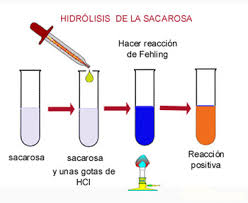 HIDRÓLISIS DE LA SACAROSA
Hacer reacción
de Fehling
sacarosa
sacarosa
y unas gotas de
HCl
Reacción
positiva